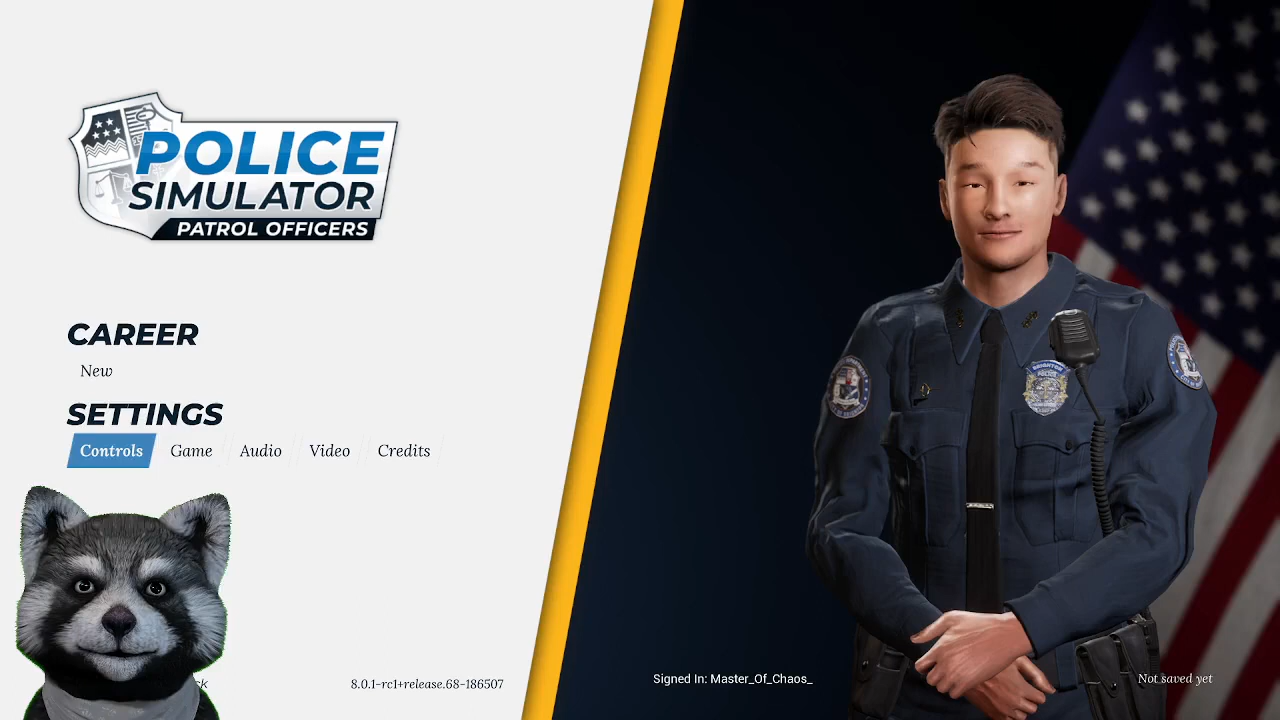 POLICE
SIMULATOR
PATROL OFFICERS
CAREER
New
SETTINGS
Controls Game Audio Video Credits
8.0.1-rc1+release.68-186507
Signed In: Master_Of_Chaos_
Not saved yet
BRIGHTON